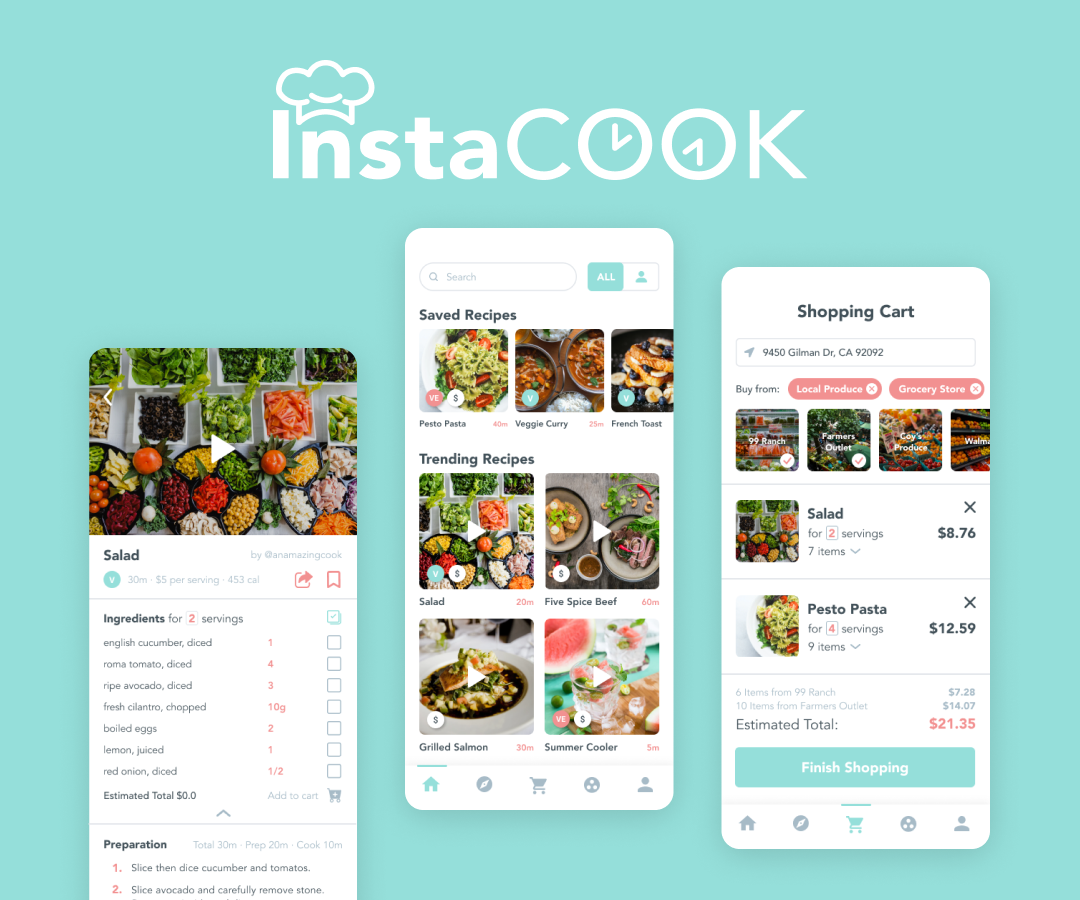 InstaCOOK
Salad
by @anamazingcook
V
30m · $5 per serving · 453 cal
Ingredients for 2 servings
english cucumber, diced 1
roma tomato, diced 4
ripe avocado, diced 3
fresh cilantro, chopped 10g
boiled eggs 2
lemon, juiced 1
red onion, diced 1/2
Estimated Total $0.0 Add to cart
Preparation Total 30m · Prep 20m · Cook 10m
1. Slice then dice cucumber and tomatos.
2. Slice avocado and carefully remove stone.
Search
ALL
Saved Recipes
VE $ V V
Pesto Pasta 40m Veggie Curry 25m French Toast
Trending Recipes
V $ $
Salad 20m Five Spice Beef 60m
$ VE $
Grilled Salmon 30m Summer Cooler 5m
Shopping Cart
9450 Gilman Dr, CA 92092
Buy from: Local Produce Grocery Store
99 Ranch
Farmers
Outlet
Goy's
Produce
Walma
Salad
for 2 servings $8.76
7 items
Pesto Pasta
for 4 servings $12.59
9 items
6 Items from 99 Ranch $7.28
10 Items from Farmers Outlet $14.07
Estimated Total: $21.35
Finish Shopping